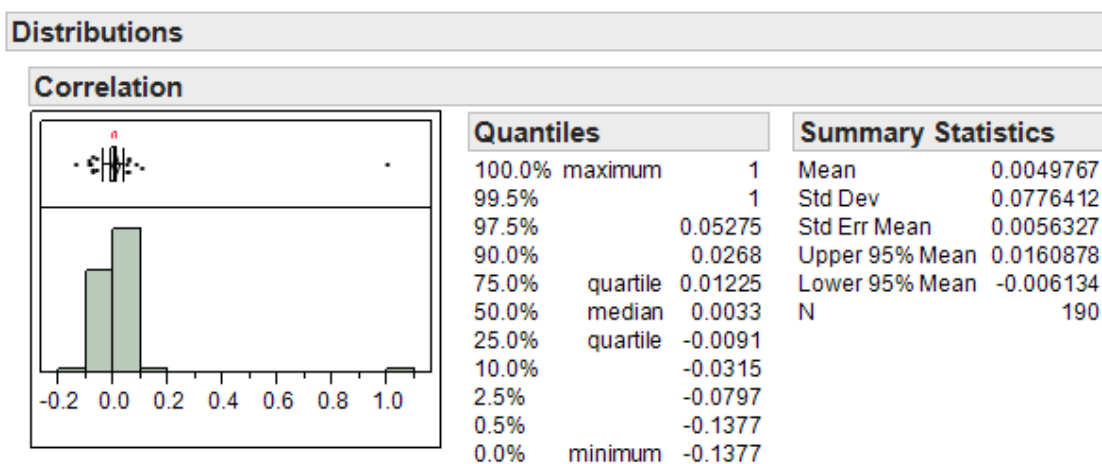 Distributions
Correlation
-0.2 0.0 0.2 0.4 0.6 0.8 1.0
Quantiles
100.0% maximum 1
99.5% 1
97.5% 0.05275
90.0% 0.0268
75.0% quartile 0.01225
50.0% median 0.0033
25.0% quartile -0.0091
10.0% -0.0315
2.5% -0.0797
0.5% -0.1377
0.0% minimum -0.1377
Summary Statistics
Mean 0.0049767
Std Dev 0.0776412
Std Err Mean 0.0056327
Upper 95% Mean 0.0160878
Lower 95% Mean -0.006134
N 190